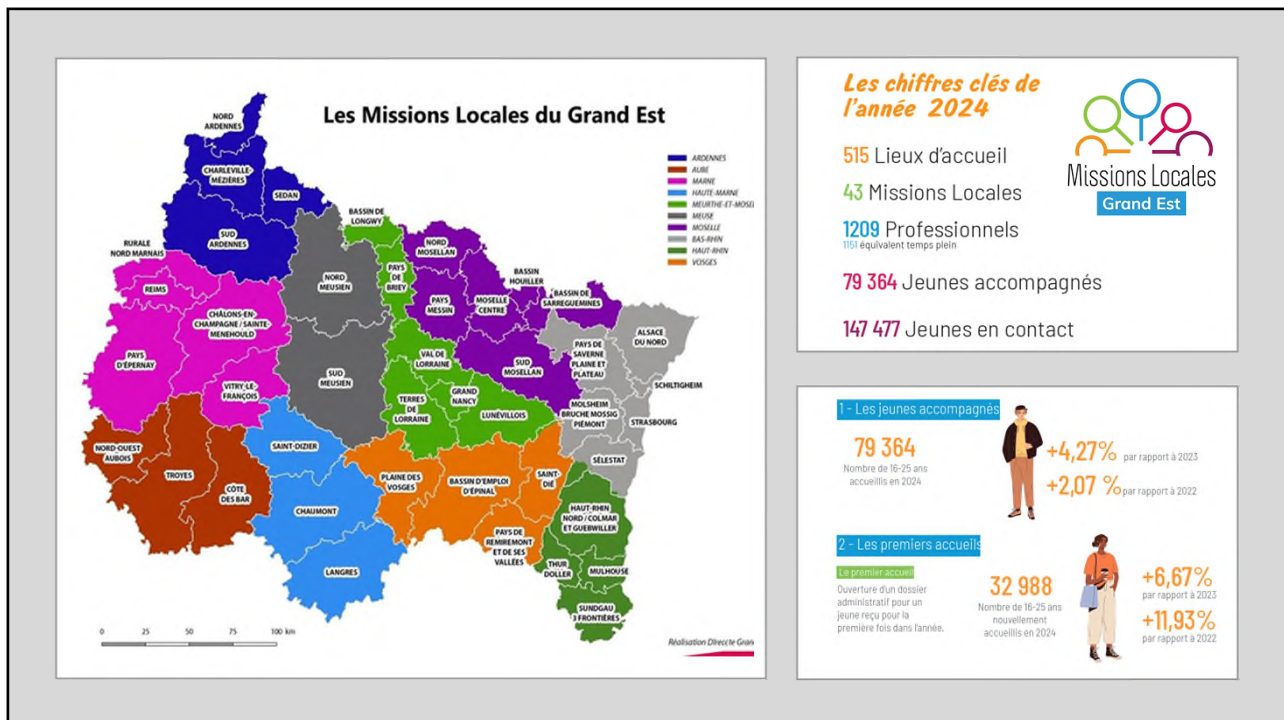 Les Missions Locales du Grand Est
ARDENNES
AUBE
MARNE
HAUTE-MARNE
MEURTHE-ET-MOSEL
MEUSE
MOSELLE
BAS-RHIN
HAUT-RHIN
VOSGES
NORD
ARDENNES
CHARLEVILLE-
MÉZIÈRES
SEDAN
SUD
ARDENNES
RURALE
NORD MARNAIS
REIMS
CHÂLONS-EN-
CHAMPAGNE / SAINTE-
MENEHOULD
PAYS
D'ÉPERNAY
VITRY-LE-
FRANÇOIS
NORD-OUEST
AUBOIS
TROYES
CÔTE
DES BAR
SAINT-DIZIER
CHAUMONT
LANGRES
NORD
MEUSIEN
SUD
MEUSIEN
BASSIN DE
LONGWY
PAYS
DE
BRIEY
VAL DE
LORRAINE
TERRES
DE
LORRAINE
GRAND
NANCY
LUNÉVILLOIS
NORD
MOSELLAN
PAYS
MESSIN
MOSELLE
CENTRE
BASSIN
HOUILLER
BASSIN DE
SARREGUEMINES
SUD
MOSELLAN
ALSACE
DU NORD
PAYS DE
SAVERNE
PLAINE ET
PLATEAU
SCHILTIGHEIM
MOLSHEIM
BRUCHE MOSSIG
PIÉMONT
STRASBOURG
SÉLESTAT
PLAINE DES
VOSGES
BASSIN D'EMPLOI
D'ÉPINAL
SAINT-
DIÉ
PAYS DE
REMIREMONT
ET DE SES
VALLÉES
HAUT-RHIN
NORD / COLMAR
ET GUEBWILLER
THUR
DOLLER
MULHOUSE
SUNDGAU
3 FRONTIÈRES
0 25 50 75 100 km
Réalisation Direccte Gran
Les chiffres clés de
l'année 2024
515 Lieux d'accueil
43 Missions Locales
1209 Professionnels
1151 équivalent temps plein
79 364 Jeunes accompagnés
147 477 Jeunes en contact
Missions Locales
Grand Est
1 - Les jeunes accompagnés
79 364
Nombre de 16-25 ans
accueillis en 2024
+4,27% par rapport à 2023
+2,07 % par rapport à 2022
2 - Les premiers accueils
Le premier accueil
Ouverture d'un dossier
administratif pour un
jeune reçu pour la
première fois dans l'année.
32 988
Nombre de 16-25 ans
nouvellement
accueillis en 2024
+6,67%
par rapport à 2023
+11,93%
par rapport à 2022